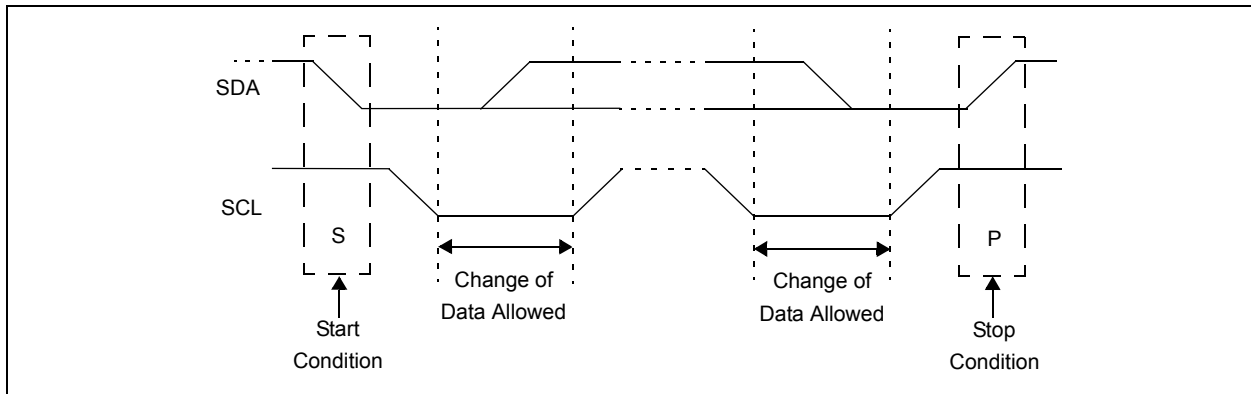 SDA
SCL
S
P
Change of
Data Allowed
Change of
Data Allowed
Start
Condition
Stop
Condition